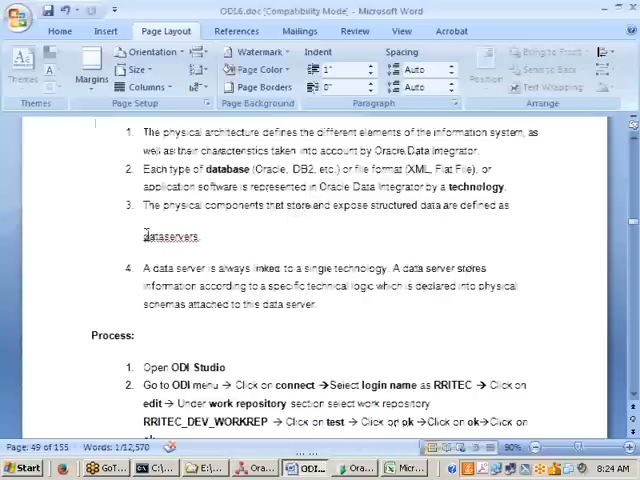 ODI6.doc [Compatibility Mode] - Microsoft Word
Home Insert Page Layout References Mailings Review View Acrobat
Orientation Watermark Indent Spacing Bring to Front
Themes Margins Size Page Color 1" Auto Position Send to Back
Columns Page Borders 0" Auto
Themes Page Setup Page Background Paragraph Arrange
1. The physical architecture defines the different elements of the information system, as
well as their characteristics taken into account by Oracle Data Integrator.
2. Each type of database (Oracle, DB2, etc.) or file format (XML, Flat File), or
application software is represented in Oracle Data Integrator by a technology.
3. The physical components that store and expose structured data are defined as
dataservers.
4. A data server is always linked to a single technology. A data server stores
information according to a specific technical logic which is declared into physical
schemas attached to this data server.
Process:
1. Open ODI Studio
2. Go to ODI menu → Click on connect →Select login name as RRITEC → Click on
edit → Under work repository section select work repository
RRITEC_DEV_WORKREP → Click on test → Click on ok →Click on ok→Click on
Page: 49 of 155 Words: 1/12,570 90%
Start GoT... C:\... E:\... Ora... ODI... Ora... Micr... 8:24 AM